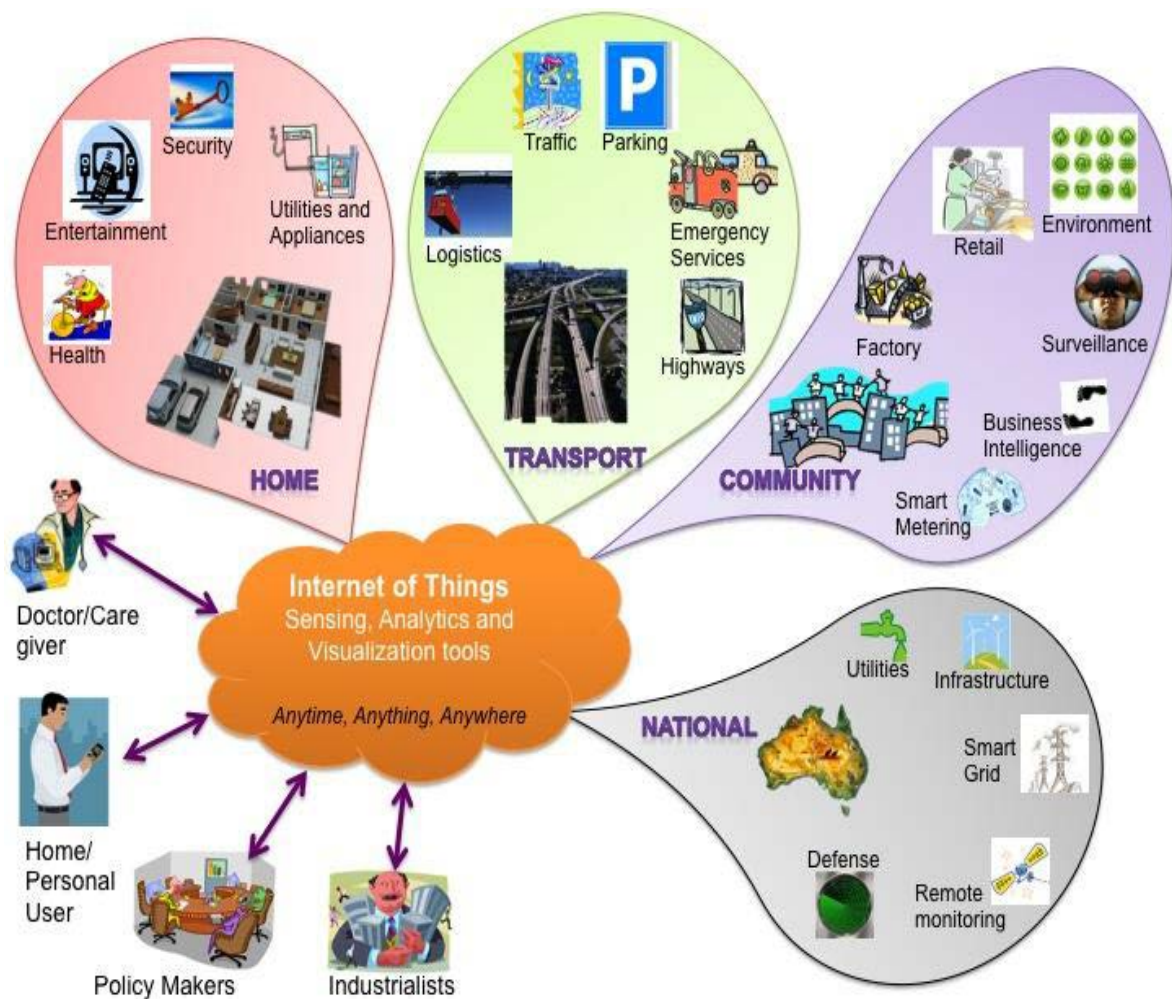 Security
Entertainment
Utilities and
Appliances
Health
HOME
Traffic
P
Parking
Logistics
Emergency
Services
Highways
TRANSPORT
Retail
Environment
Factory
Surveillance
Business
Intelligence
COMMUNITY
Smart
Metering
Doctor/Care
giver
Internet of Things
Sensing, Analytics and
Visualization tools
Anytime, Anything, Anywhere
Home/
Personal
User
Policy Makers
Industrialists
Utilities
Infrastructure
NATIONAL
Smart
Grid
Defense
Remote
monitoring